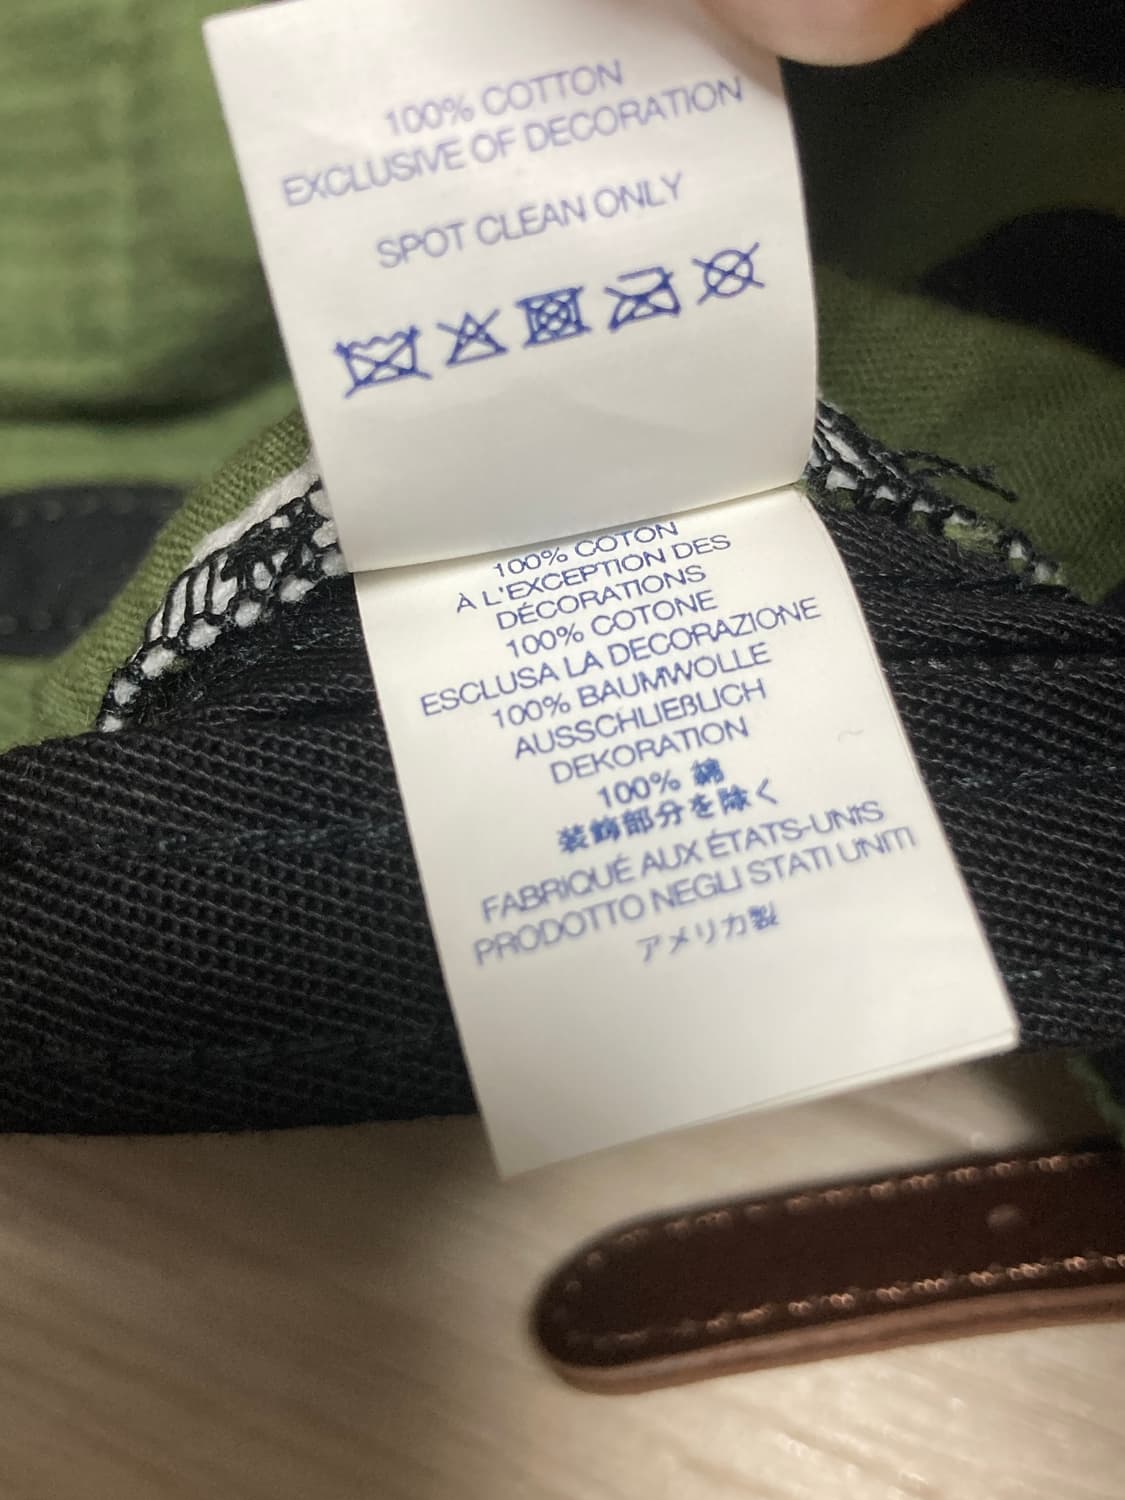 100% COTTON
EXCLUSIVE OF DECORATION
SPOT CLEAN ONLY
100% COTON
À L'EXCEPTION DES
DÉCORATIONS
100% COTONE
ESCLUSA LA DECORAZIONE
100% BAUMWOLLE
AUSSCHLIEßLICH
DEKORATION
100% 綿
装飾部分を除く
FABRIQUÉ AUX ÉTATS-UNIS
PRODOTTO NEGLI STATI UNITI
アメリカ製